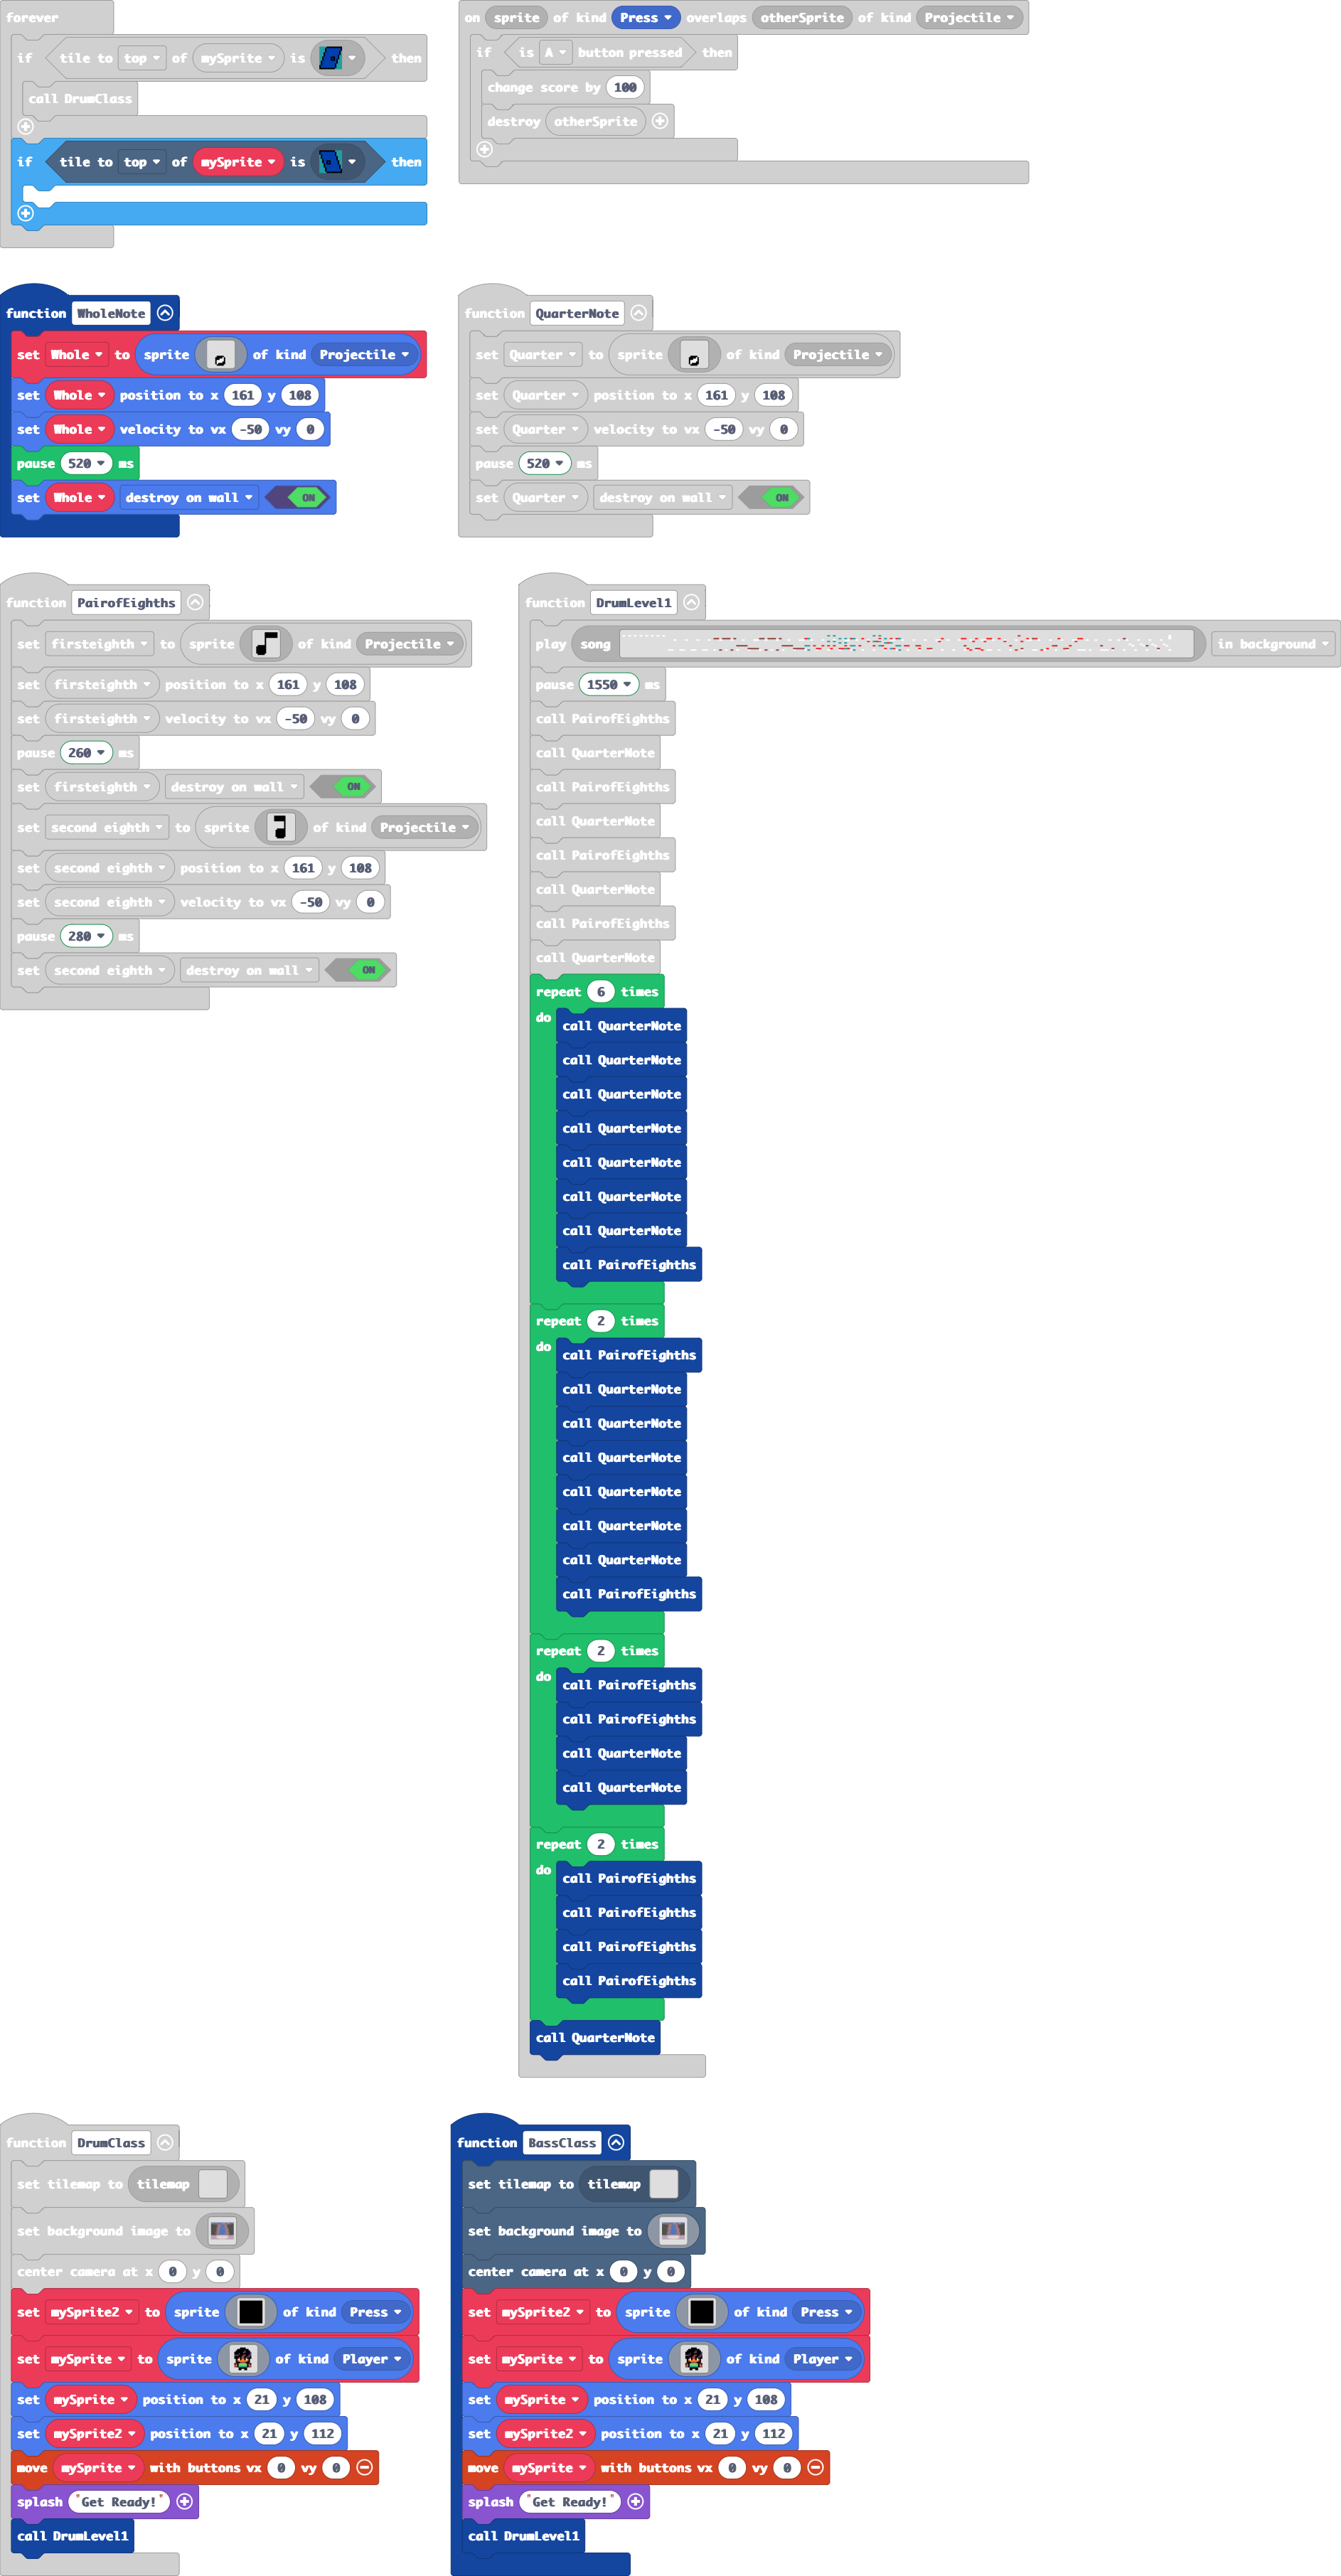 forever
if tile to top of mySprite is then
call DrumClass
if tile to top of mySprite is then
on sprite of kind Press overlaps otherSprite of kind Projectile
if is A button pressed then
change score by 100
destroy otherSprite
function WholeNote
set Whole to sprite of kind Projectile
set Whole position to x 161 y 108
set Whole velocity to vx -50 vy 0
pause 520 ms
set Whole destroy on wall ON
function QuarterNote
set Quarter to sprite of kind Projectile
set Quarter position to x 161 y 108
set Quarter velocity to vx -50 vy 0
pause 520 ms
set Quarter destroy on wall ON
function PairofEighths
set firsteighth to sprite of kind Projectile
set firsteighth position to x 161 y 108
set firsteighth velocity to vx -50 vy 0
pause 260 ms
set firsteighth destroy on wall ON
set second eighth to sprite of kind Projectile
set second eighth position to x 161 y 108
set second eighth velocity to vx -50 vy 0
pause 280 ms
set second eighth destroy on wall ON
function DrumLevel1
play song in background
pause 1550 ms
call PairofEighths
call QuarterNote
call PairofEighths
call QuarterNote
call PairofEighths
call QuarterNote
call PairofEighths
call QuarterNote
repeat 6 times
do call QuarterNote
call QuarterNote
call QuarterNote
call QuarterNote
call QuarterNote
call QuarterNote
call QuarterNote
call PairofEighths
repeat 2 times
do call PairofEighths
call QuarterNote
call QuarterNote
call QuarterNote
call QuarterNote
call QuarterNote
call QuarterNote
call PairofEighths
repeat 2 times
do call PairofEighths
call PairofEighths
call QuarterNote
call QuarterNote
repeat 2 times
do call PairofEighths
call PairofEighths
call PairofEighths
call PairofEighths
call QuarterNote
function DrumClass
set tilemap to tilemap
set background image to
center camera at x 0 y 0
set mySprite2 to sprite of kind Press
set mySprite to sprite of kind Player
set mySprite position to x 21 y 108
set mySprite2 position to x 21 y 112
move mySprite with buttons vx 0 vy 0
splash "Get Ready!"
call DrumLevel1
function BassClass
set tilemap to tilemap
set background image to
center camera at x 0 y 0
set mySprite2 to sprite of kind Press
set mySprite to sprite of kind Player
set mySprite position to x 21 y 108
set mySprite2 position to x 21 y 112
move mySprite with buttons vx 0 vy 0
splash "Get Ready!"
call DrumLevel1